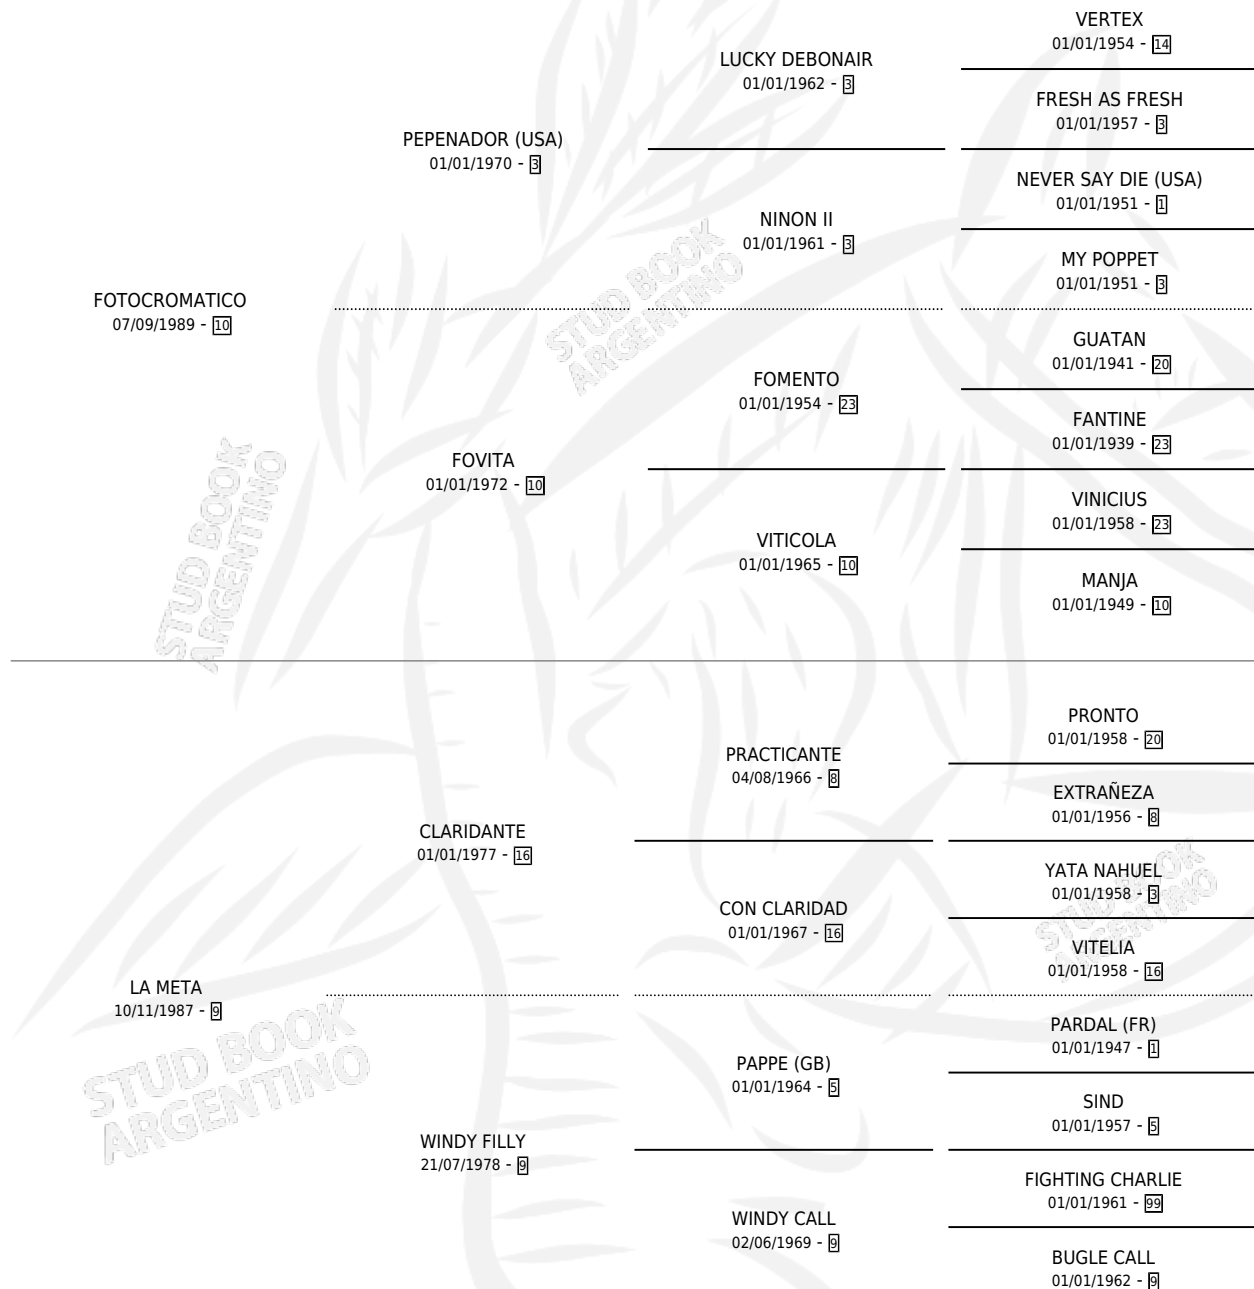 VERTEX
01/01/1954 - 14
LUCKY DEBONAIR
01/01/1962 - 3
FRESH AS FRESH
01/01/1957 - 3
PEPENADOR (USA)
01/01/1970 - 3
NEVER SAY DIE (USA)
01/01/1951 - 1
NINON II
01/01/1961 - 3
MY POPPET
01/01/1951 - 3
FOTOCROMATICO
07/09/1989 - 10
GUATAN
01/01/1941 - 20
FOMENTO
01/01/1954 - 23
FANTINE
01/01/1939 - 23
FOVITA
01/01/1972 - 10
VINICIUS
01/01/1958 - 23
VITICOLA
01/01/1965 - 10
MANJA
01/01/1949 - 10
PRONTO
01/01/1958 - 20
PRACTICANTE
04/08/1966 - 8
EXTRAÑEZA
01/01/1956 - 8
CLARIDANTE
01/01/1977 - 16
YATA NAHUEL
01/01/1958 - 3
CON CLARIDAD
01/01/1967 - 16
VITELIA
01/01/1958 - 16
LA META
10/11/1987 - 9
PARDAL (FR)
01/01/1947 - 1
PAPPE (GB)
01/01/1964 - 5
SIND
01/01/1957 - 5
WINDY FILLY
21/07/1978 - 9
FIGHTING CHARLIE
01/01/1961 - 99
WINDY CALL
02/06/1969 - 9
BUGLE CALL
01/01/1962 - 9
STUD BOOK
ARGENTINO
STUD BOOK
ARGENTINO
STUD BOOK
ARGENTINO
STUD BOOK
ARGENTINO